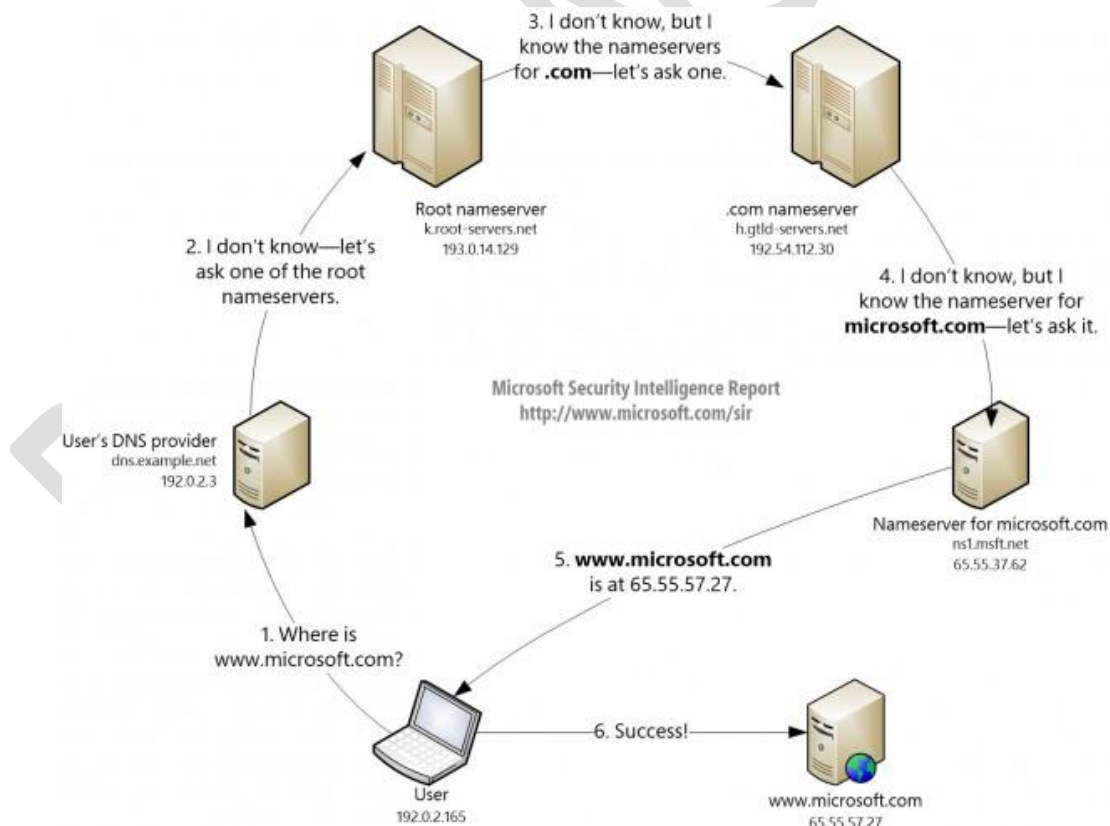 3. I don't know, but I
know the nameservers
for .com—let's ask one.
Root nameserver
k.root-servers.net
193.0.14.129
.com nameserver
h.gtld-servers.net
192.54.112.30
2. I don't know—let's
ask one of the root
nameservers.
4. I don't know, but I
know the nameserver for
microsoft.com—let's ask it.
Microsoft Security Intelligence Report
http://www.microsoft.com/sir
User's DNS provider
dns.example.net
192.0.2.3
Nameserver for microsoft.com
ns1.msft.net
65.55.37.62
5. www.microsoft.com
is at 65.55.57.27.
1. Where is
www.microsoft.com?
6. Success!
User
192.0.2.165
www.microsoft.com
65.55.57.27